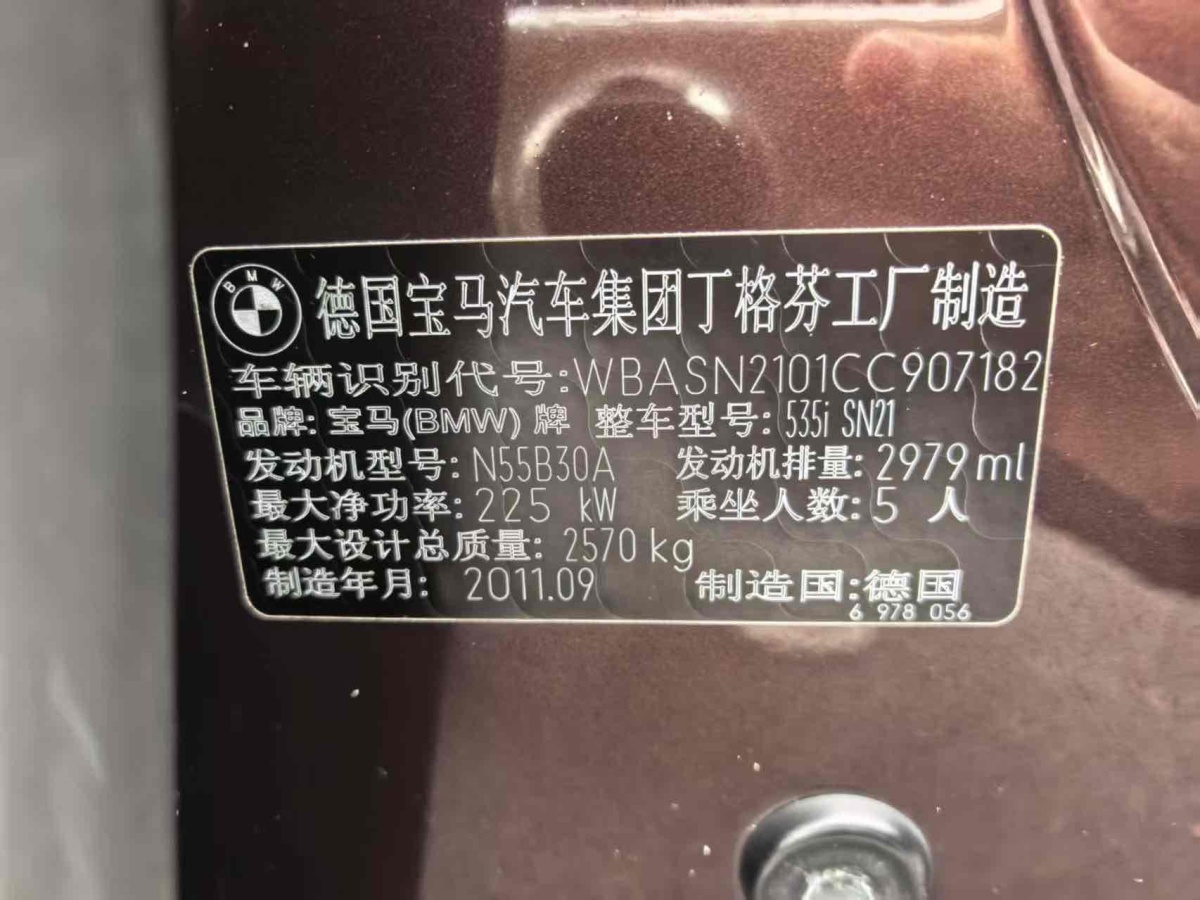 BMW
德国宝马汽车集团丁格芬工厂制造
车辆识别代号:WBASN2101CC907182
品牌: 宝马(BMW) 牌 整车型号: 535i SN21
发动机型号: N55B30A 发动机排量: 2979 ml
最大净功率: 225 kW 乘坐人数: 5 人
最大设计总质量: 2570 kg
制造年月: 2011.09 制造国:德国
6 978 056